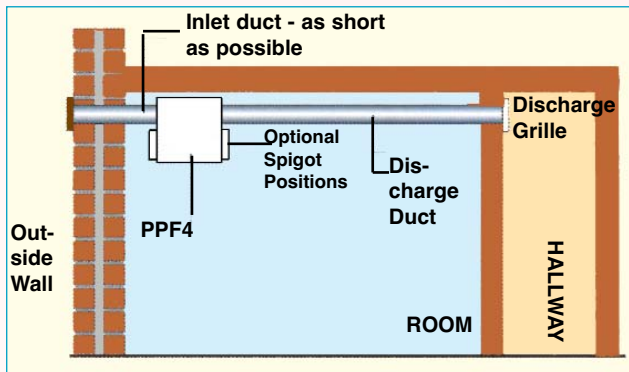 Inlet duct - as short
as possible
Discharge
Grille
Optional
Spigot
Positions
Dis-
charge
Duct
PPF4
Out-
side
Wall
ROOM
HALLWAY